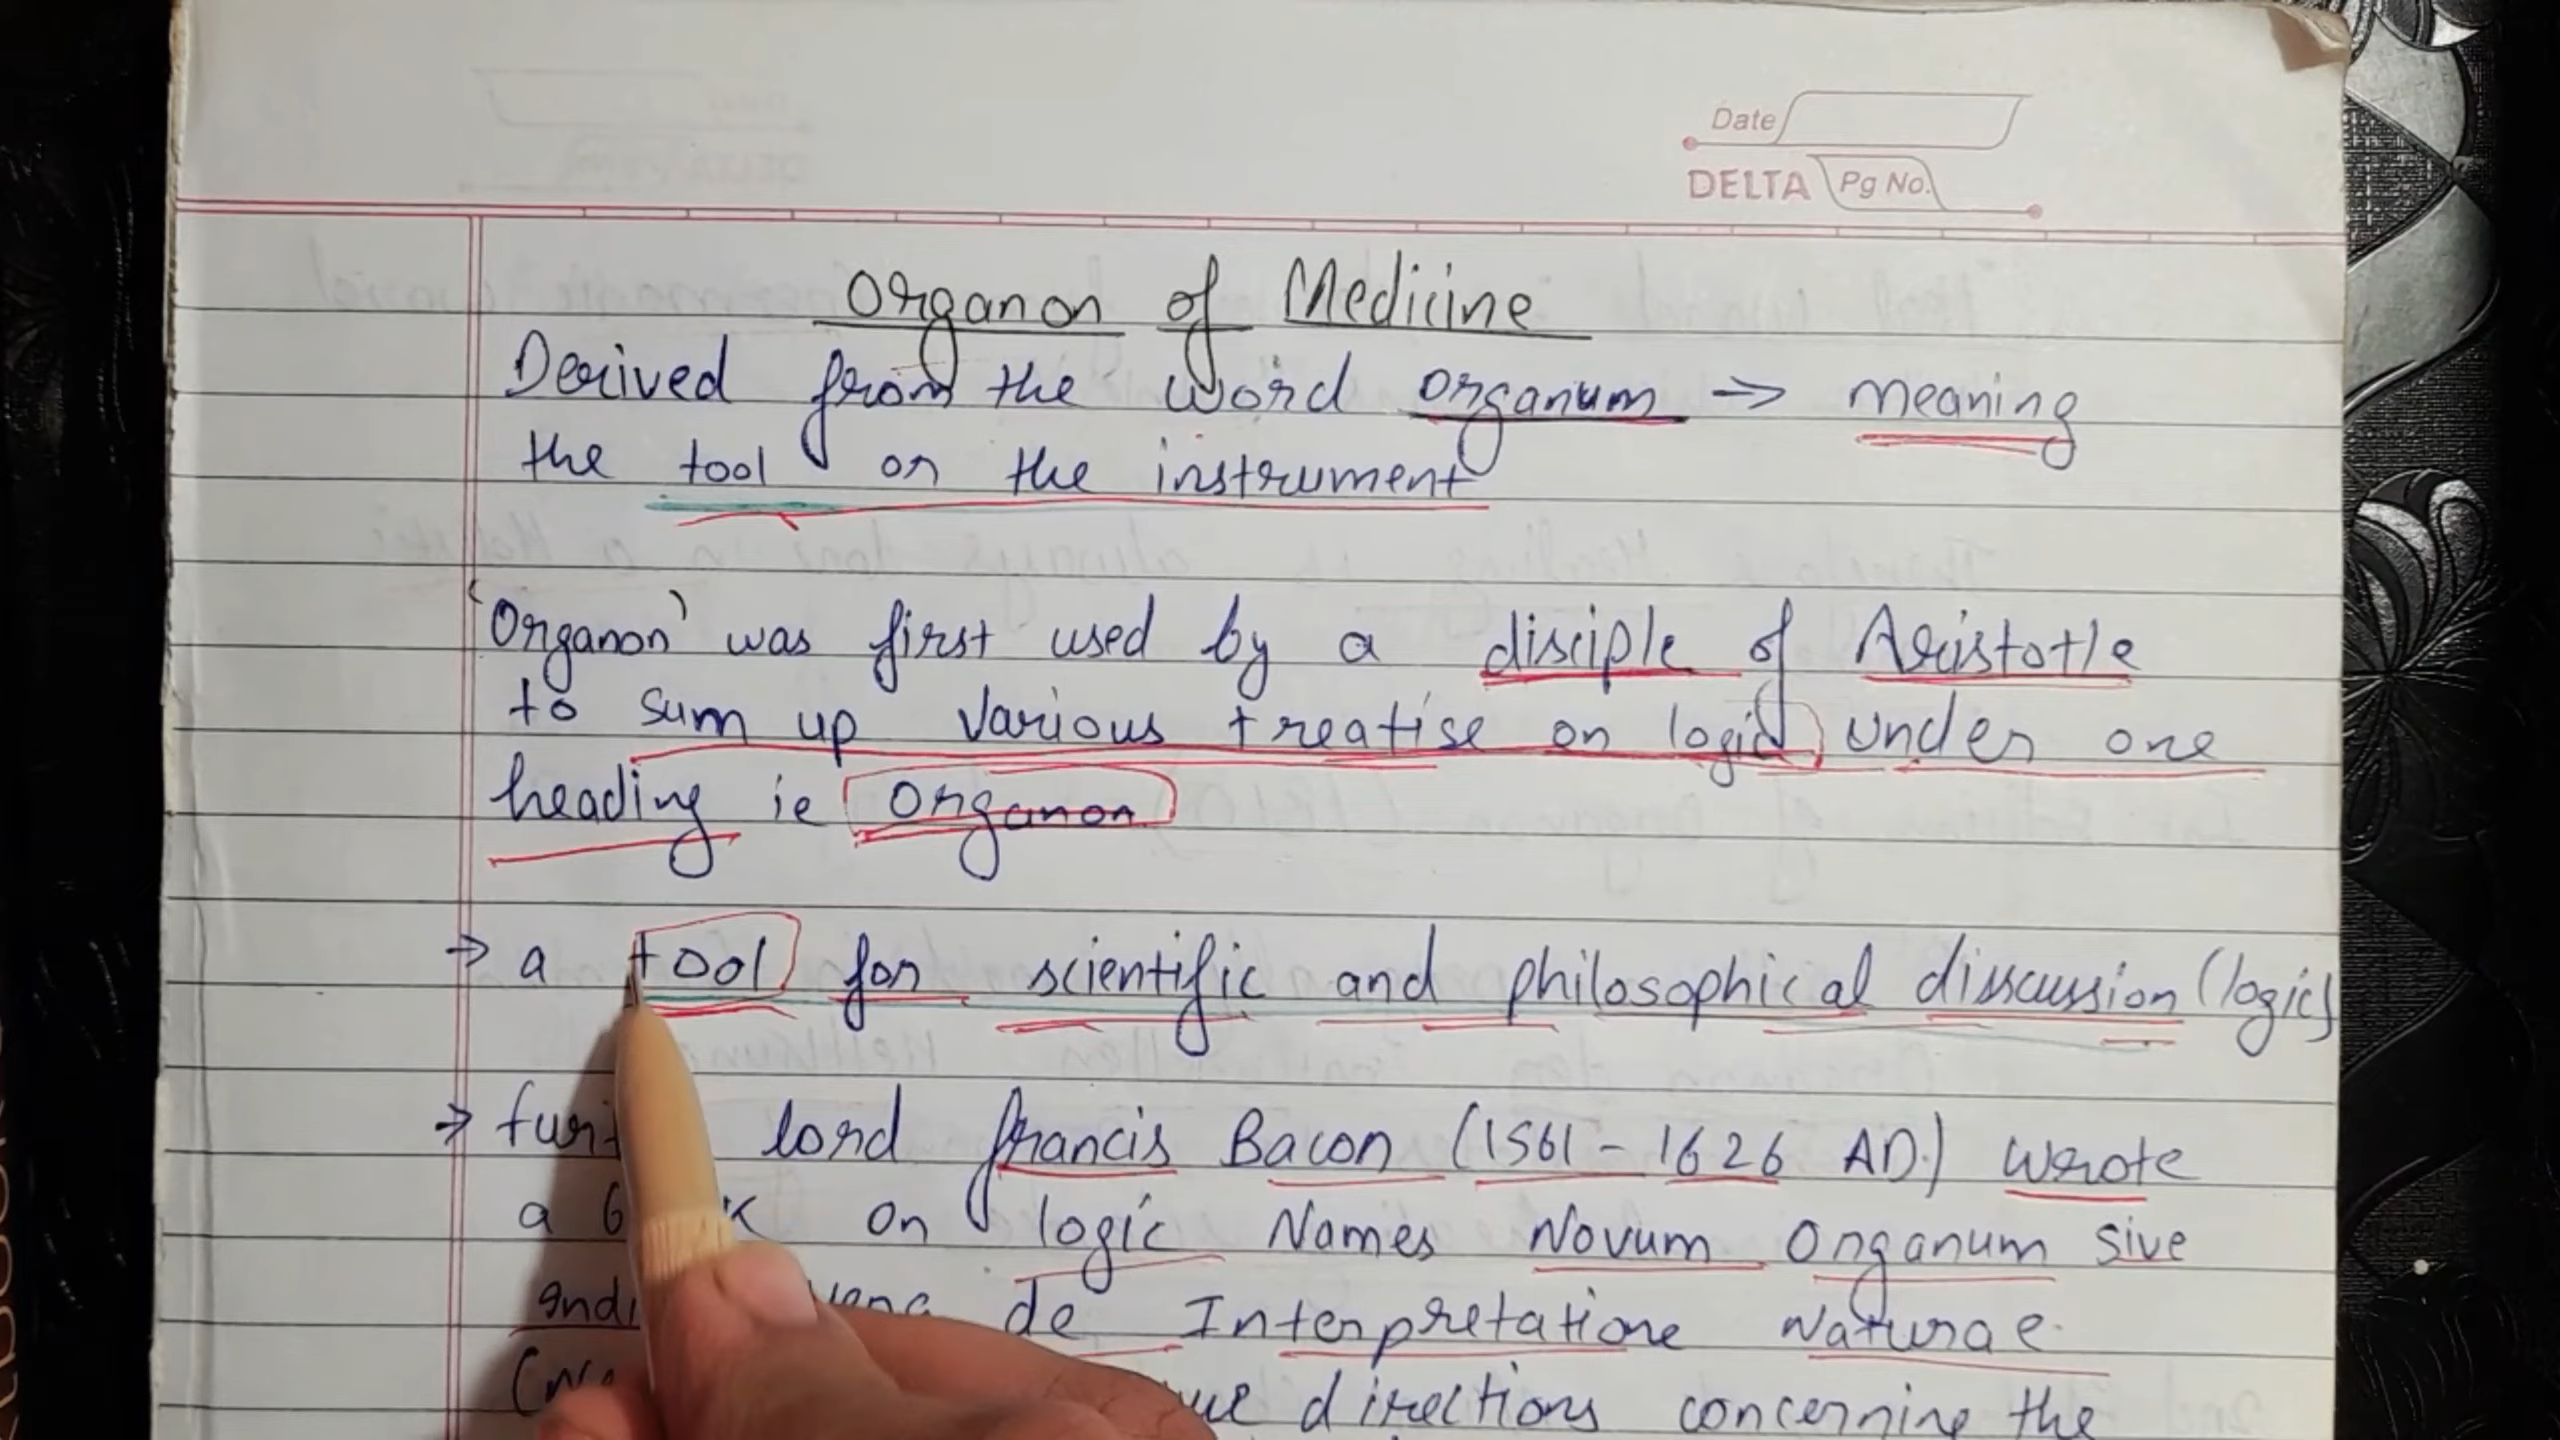 Date
DELTA Pg No.
Organon of Medicine
Derived from the word organum → meaning
the tool or the instrument
'Organon' was first used by a disciple of Aristotle
to sum up various treatise on logic under one
heading ie Organon
→ a tool for scientific and philosophical discussion (logic)
→ lord francis Bacon (1561 - 1626 AD.) wrote
a on logic Names Novum Organum sive
de Interpretatione Naturae.
directions concerning the